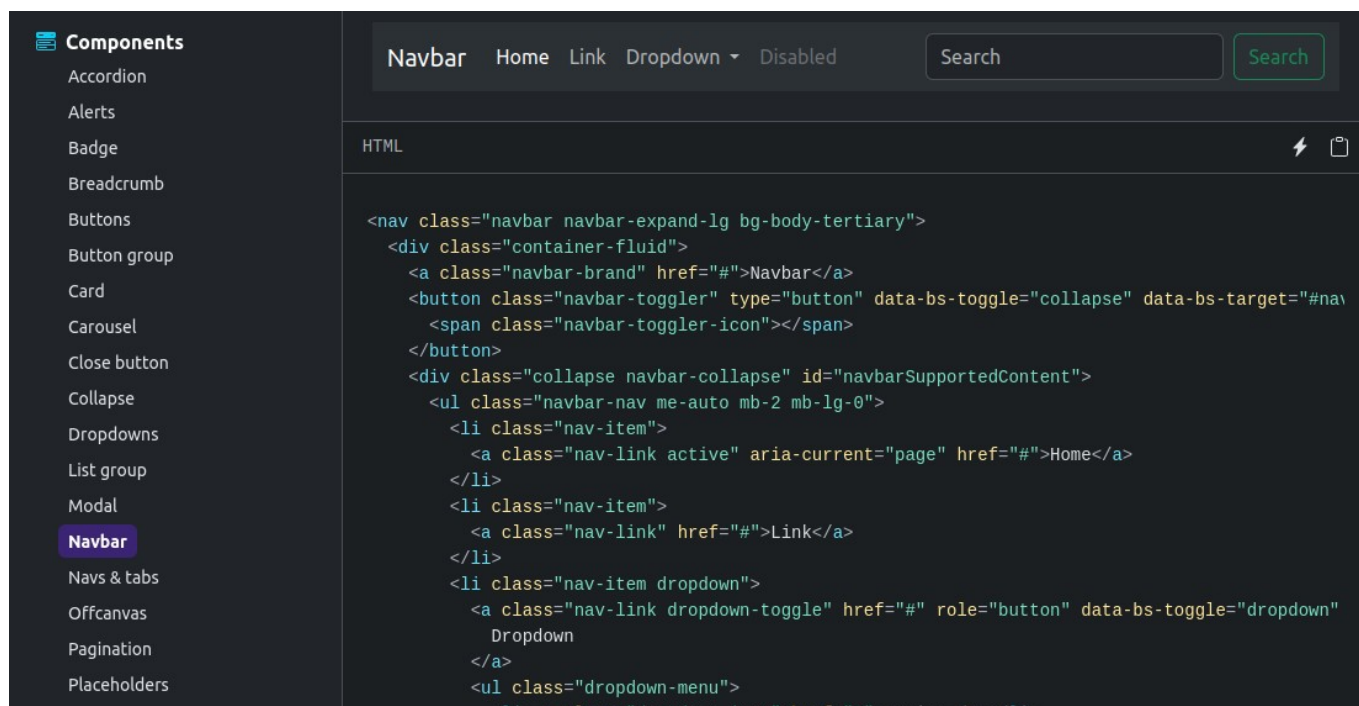 Components
Accordion
Alerts
Badge
Breadcrumb
Buttons
Button group
Card
Carousel
Close button
Collapse
Dropdowns
List group
Modal
Navbar
Navs & tabs
Offcanvas
Pagination
Placeholders
Navbar Home Link Dropdown Disabled Search Search
HTML
<nav class="navbar navbar-expand-lg bg-body-tertiary">
<div class="container-fluid">
<a class="navbar-brand" href="#">Navbar</a>
<button class="navbar-toggler" type="button" data-bs-toggle="collapse" data-bs-target="#nav
<span class="navbar-toggler-icon"></span>
</button>
<div class="collapse navbar-collapse" id="navbarSupportedContent">
<ul class="navbar-nav me-auto mb-2 mb-lg-0">
<li class="nav-item">
<a class="nav-link active" aria-current="page" href="#">Home</a>
</li>
<li class="nav-item">
<a class="nav-link" href="#">Link</a>
</li>
<li class="nav-item dropdown">
<a class="nav-link dropdown-toggle" href="#" role="button" data-bs-toggle="dropdown"
Dropdown
</a>
<ul class="dropdown-menu">